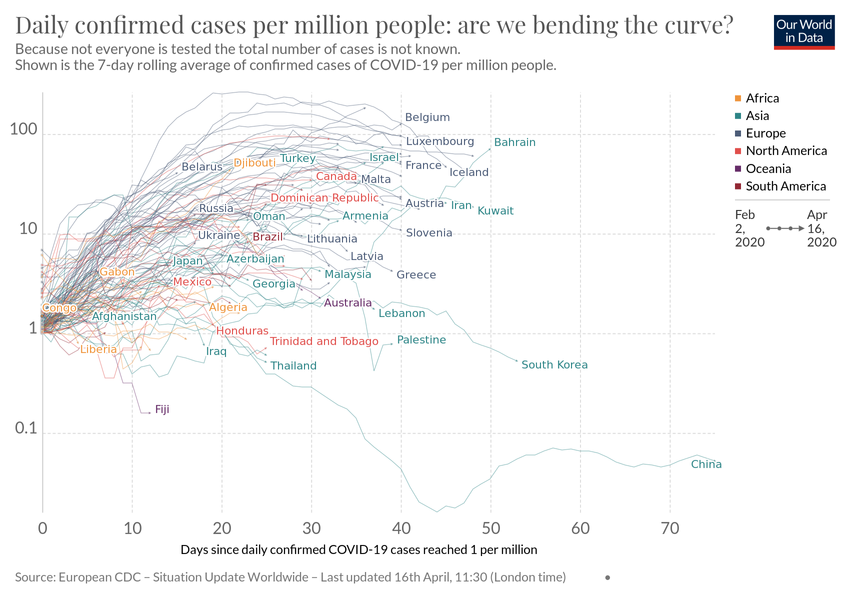 Daily confirmed cases per million people: are we bending the curve?
Our World
in Data
Because not everyone is tested the total number of cases is not known.
Shown is the 7-day rolling average of confirmed cases of COVID-19 per million people.
Africa
Asia
Europe
North America
Oceania
South America
Feb
2,
2020
Apr
16,
2020
100
10
1
0.1
Belgium
Luxembourg
Bahrain
Turkey
Israel
Djibouti
Belarus
France
Iceland
Canada
Malta
Dominican Republic
Austria
Iran
Kuwait
Russia
Oman
Armenia
Ukraine
Brazil
Lithuania
Slovenia
Latvia
Japan
Azerbaijan
Gabon
Malaysia
Greece
Mexico
Georgia
Congo
Algeria
Australia
Afghanistan
Lebanon
Honduras
Trinidad and Tobago
Palestine
Liberia
Iraq
Thailand
South Korea
Fiji
China
0
10
20
30
40
50
60
70
Days since daily confirmed COVID-19 cases reached 1 per million
Source: European CDC – Situation Update Worldwide – Last updated 16th April, 11:30 (London time)